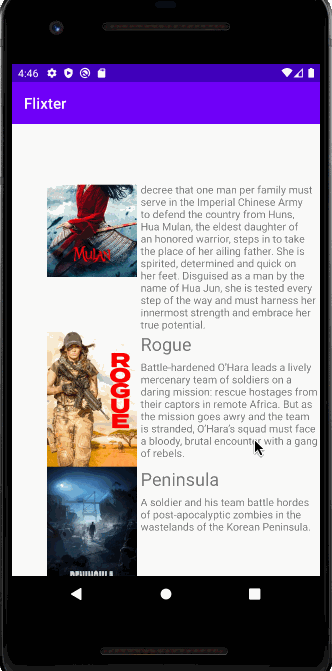 4:46
Flixter
decree that one man per family must
serve in the Imperial Chinese Army
to defend the country from Huns,
Hua Mulan, the eldest daughter of
an honored warrior, steps in to take
the place of her ailing father. She is
spirited, determined and quick on
her feet. Disguised as a man by the
name of Hua Jun, she is tested every
step of the way and must harness her
innermost strength and embrace her
true potential.
MULAN
Rogue
Battle-hardened O'Hara leads a lively
mercenary team of soldiers on a
daring mission: rescue hostages from
their captors in remote Africa. But as
the mission goes awry and the team
is stranded, O'Hara's squad must face
a bloody, brutal encounter with a gang
of rebels.
ROGUE
Peninsula
A soldier and his team battle hordes
of post-apocalyptic zombies in the
wastelands of the Korean Peninsula.
PENINSULA